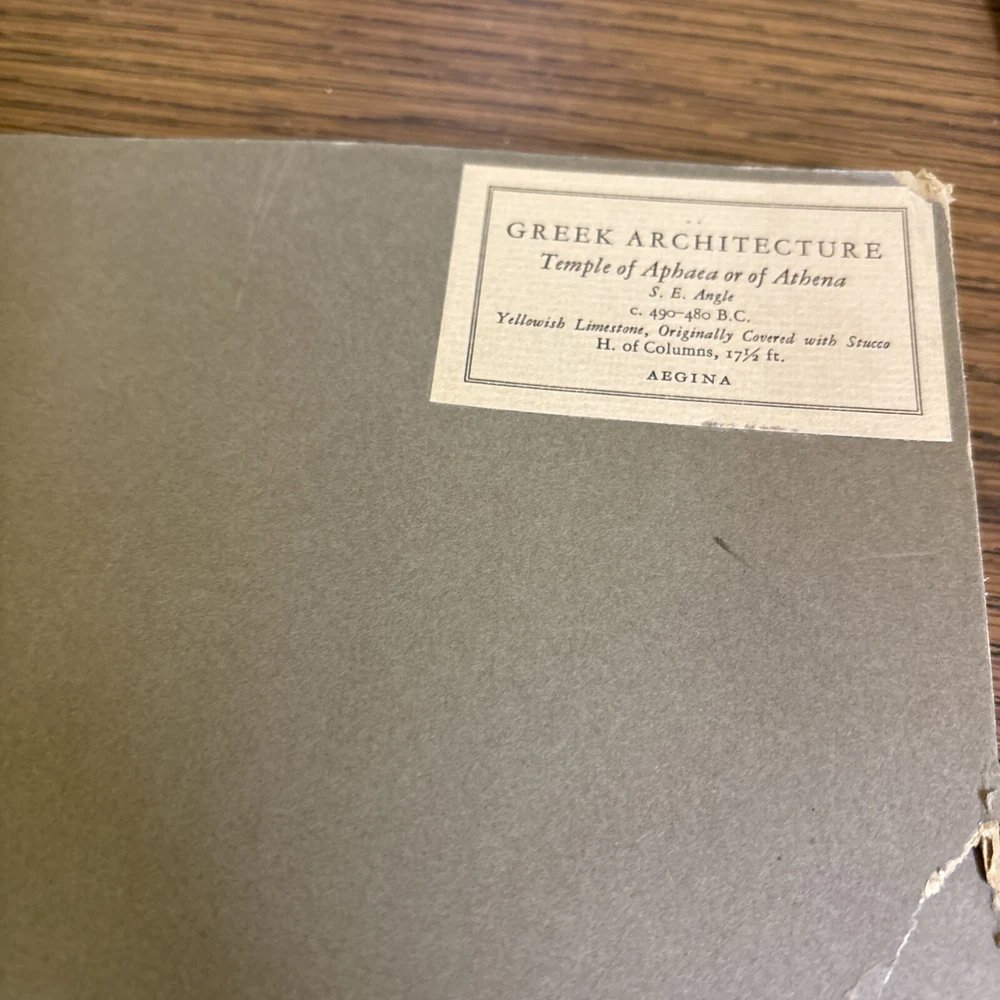 GREEK ARCHITECTURE
Temple of Aphaea or of Athena
S. E. Angle
c. 490–480 B.C.
Yellowish Limestone, Originally Covered with Stucco
H. of Columns, 17½ ft.
AEGINA